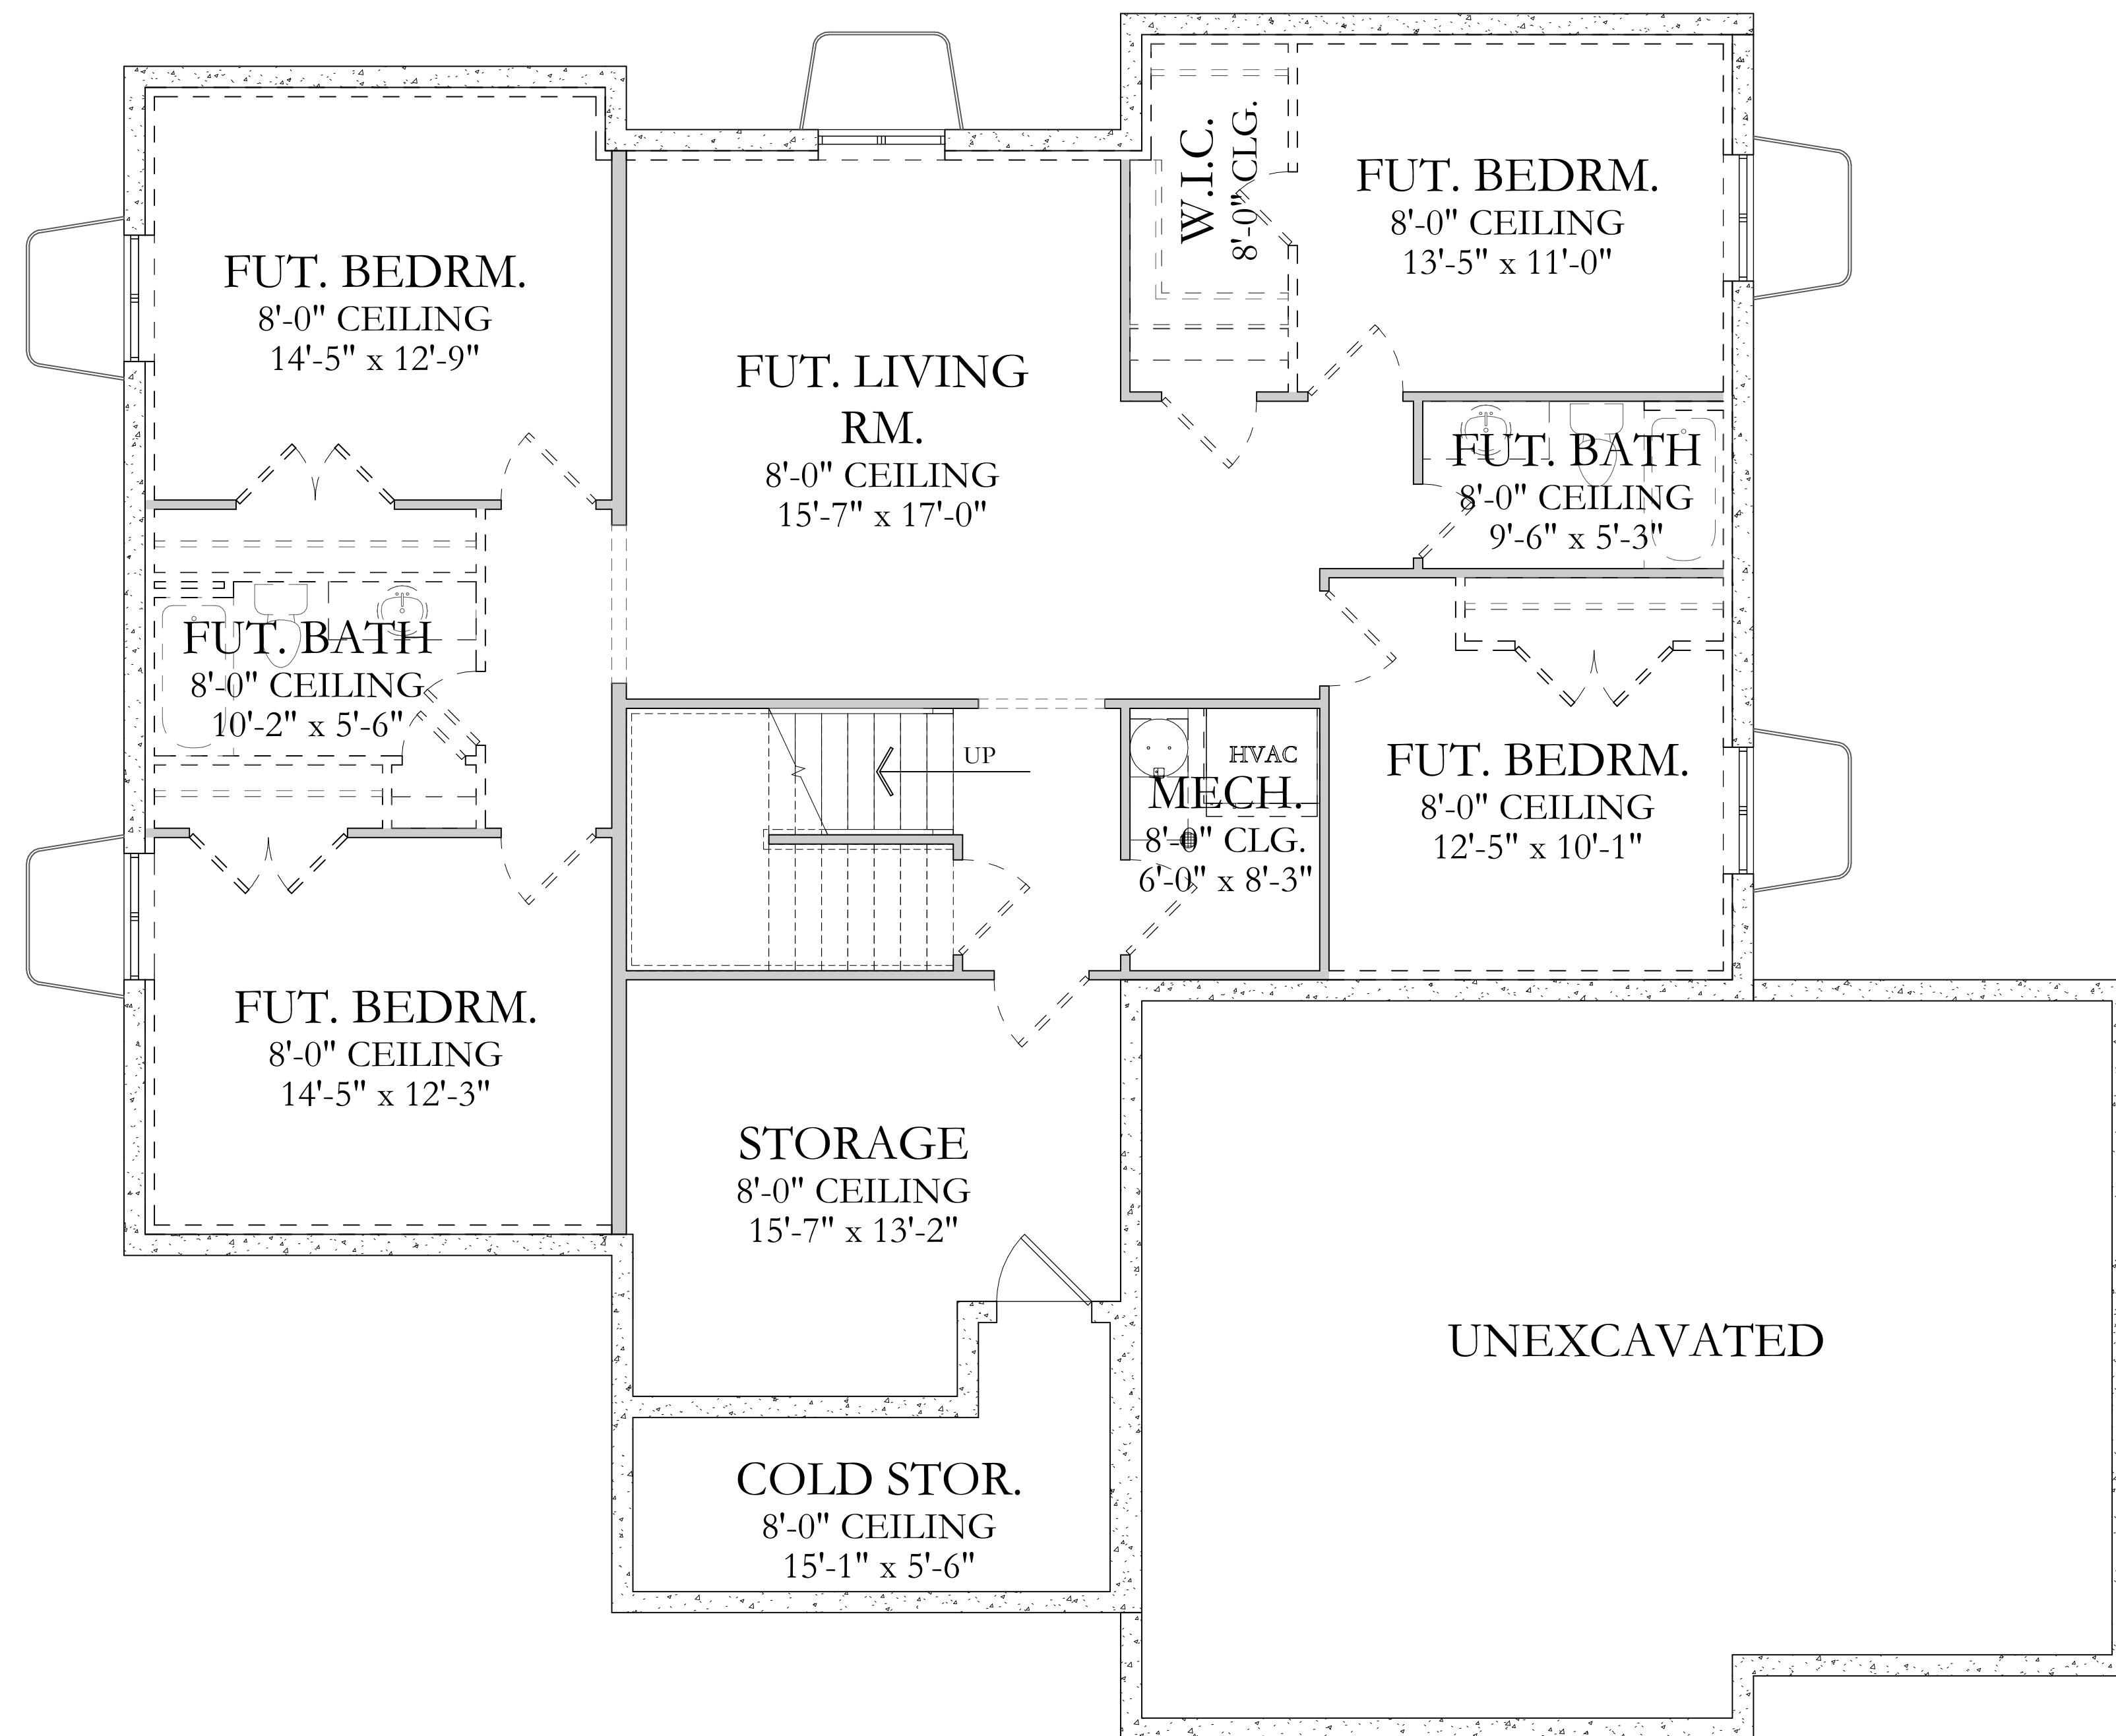 W.I.C.
8'-0" CLG.
FUT. BEDRM.
8'-0" CEILING
13'-5" x 11'-0"
FUT. BEDRM.
8'-0" CEILING
14'-5" x 12'-9"
FUT. LIVING
RM.
8'-0" CEILING
15'-7" x 17'-0"
FUT. BATH
8'-0" CEILING
9'-6" x 5'-3"
FUT. BATH
8'-0" CEILING
10'-2" x 5'-6"
UP
HVAC
MECH.
8'-0" CLG.
6'-0" x 8'-3"
FUT. BEDRM.
8'-0" CEILING
12'-5" x 10'-1"
FUT. BEDRM.
8'-0" CEILING
14'-5" x 12'-3"
STORAGE
8'-0" CEILING
15'-7" x 13'-2"
UNEXCAVATED
COLD STOR.
8'-0" CEILING
15'-1" x 5'-6"